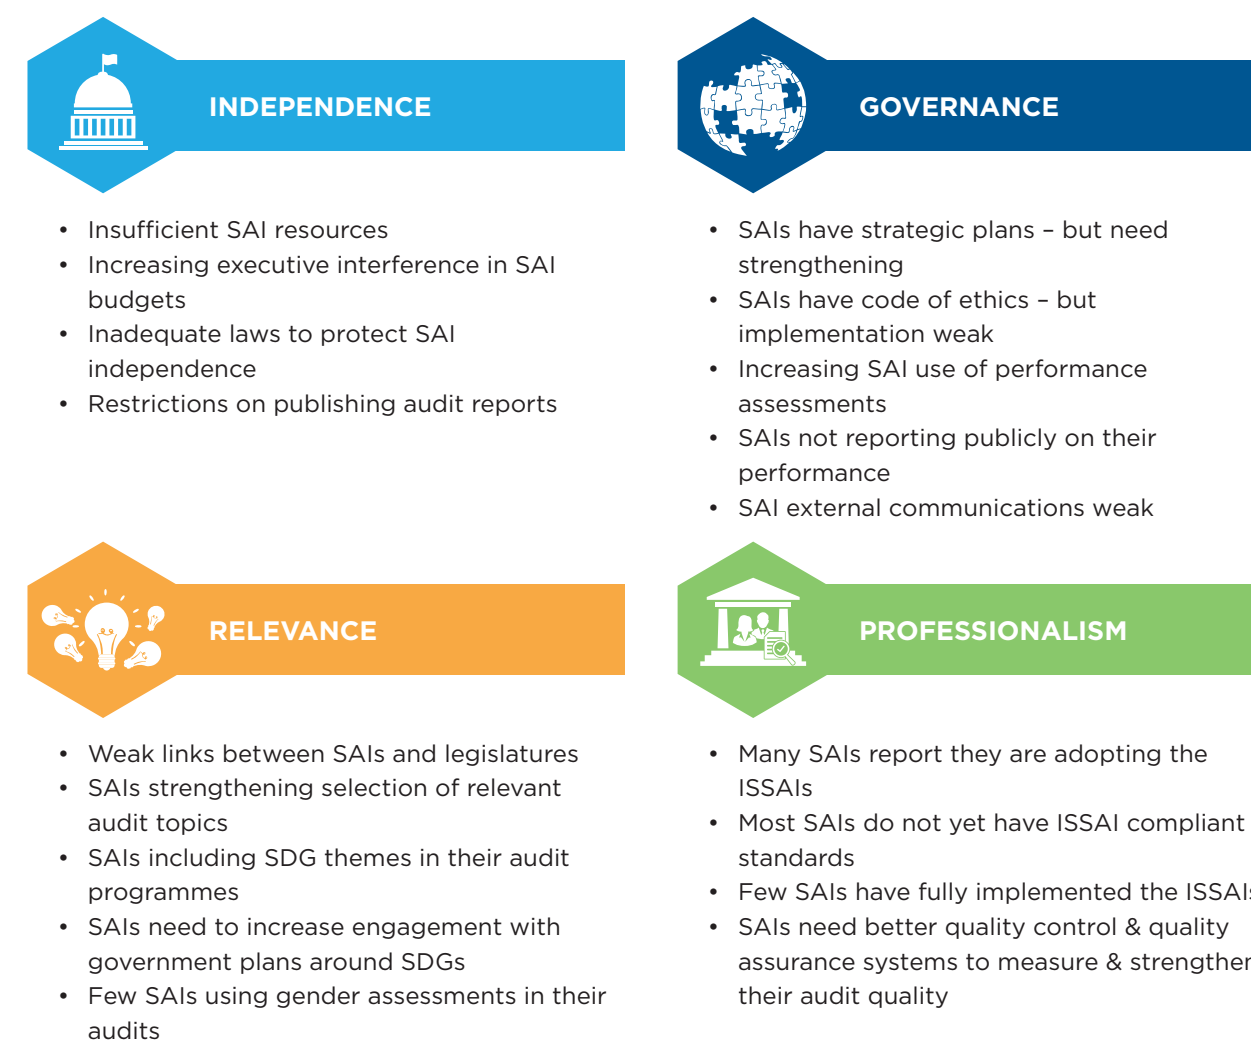 INDEPENDENCE
• Insufficient SAI resources
• Increasing executive interference in SAI
budgets
• Inadequate laws to protect SAI
independence
• Restrictions on publishing audit reports
GOVERNANCE
• SAIs have strategic plans – but need
strengthening
• SAIs have code of ethics – but
implementation weak
• Increasing SAI use of performance
assessments
• SAIs not reporting publicly on their
performance
• SAI external communications weak
RELEVANCE
• Weak links between SAIs and legislatures
• SAIs strengthening selection of relevant
audit topics
• SAIs including SDG themes in their audit
programmes
• SAIs need to increase engagement with
government plans around SDGs
• Few SAIs using gender assessments in their
audits
PROFESSIONALISM
• Many SAIs report they are adopting the
ISSAIs
• Most SAIs do not yet have ISSAI compliant
standards
• Few SAIs have fully implemented the ISSAIs
• SAIs need better quality control & quality
assurance systems to measure & strengthen
their audit quality